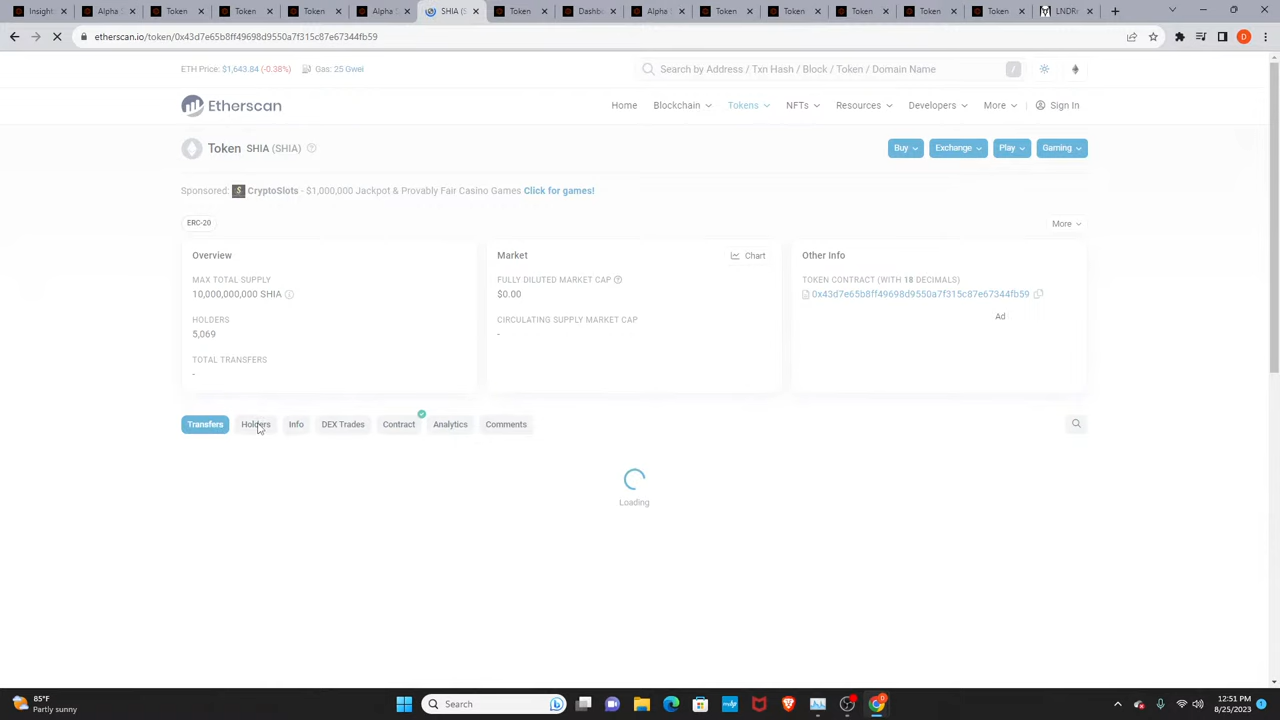 Insight
Alpha
Token
Token
Token
Alpha
SHIA (S
Token
Dashbo
Alpha
Token
Token
Token
Token
Token
LNDRr
etherscan.io/token/0x43d7e65b8ff49698d9550a7f315c87e67344fb59
D
ETH Price: $1,643.84 (-0.38%) Gas: 25 Gwei
Search by Address / Txn Hash / Block / Token / Domain Name
/
Etherscan
Home Blockchain Tokens NFTs Resources Developers More Sign In
Token SHIA (SHIA)
Buy Exchange Play Gaming
Sponsored: CryptoSlots - $1,000,000 Jackpot & Provably Fair Casino Games Click for games!
ERC-20
More
Overview
MAX TOTAL SUPPLY
10,000,000,000 SHIA
HOLDERS
5,069
TOTAL TRANSFERS
-
Market
Chart
FULLY DILUTED MARKET CAP
$0.00
CIRCULATING SUPPLY MARKET CAP
-
Other Info
TOKEN CONTRACT (WITH 18 DECIMALS)
0x43d7e65b8ff49698d9550a7f315c87e67344fb59
Ad
Transfers Holders Info DEX Trades Contract Analytics Comments
Loading
85°F
Partly sunny
Search
12:51 PM
8/25/2023